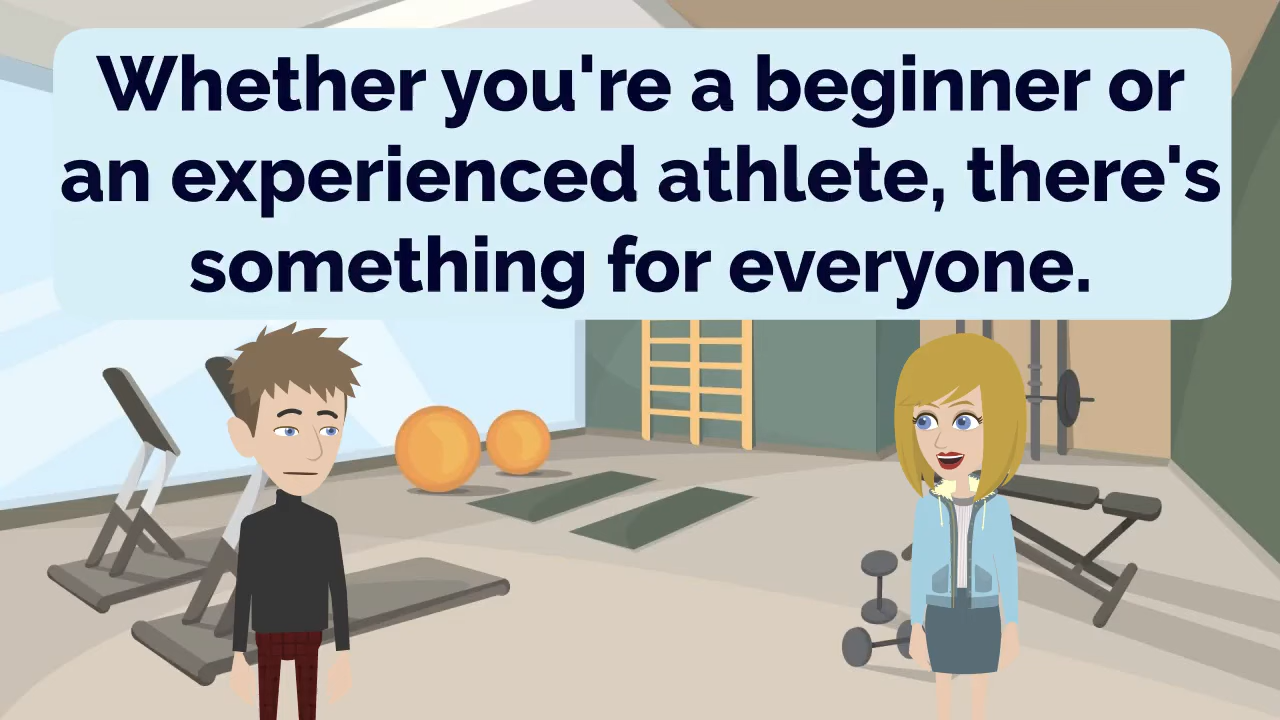 Whether you're a beginner or
an experienced athlete, there's
something for everyone.